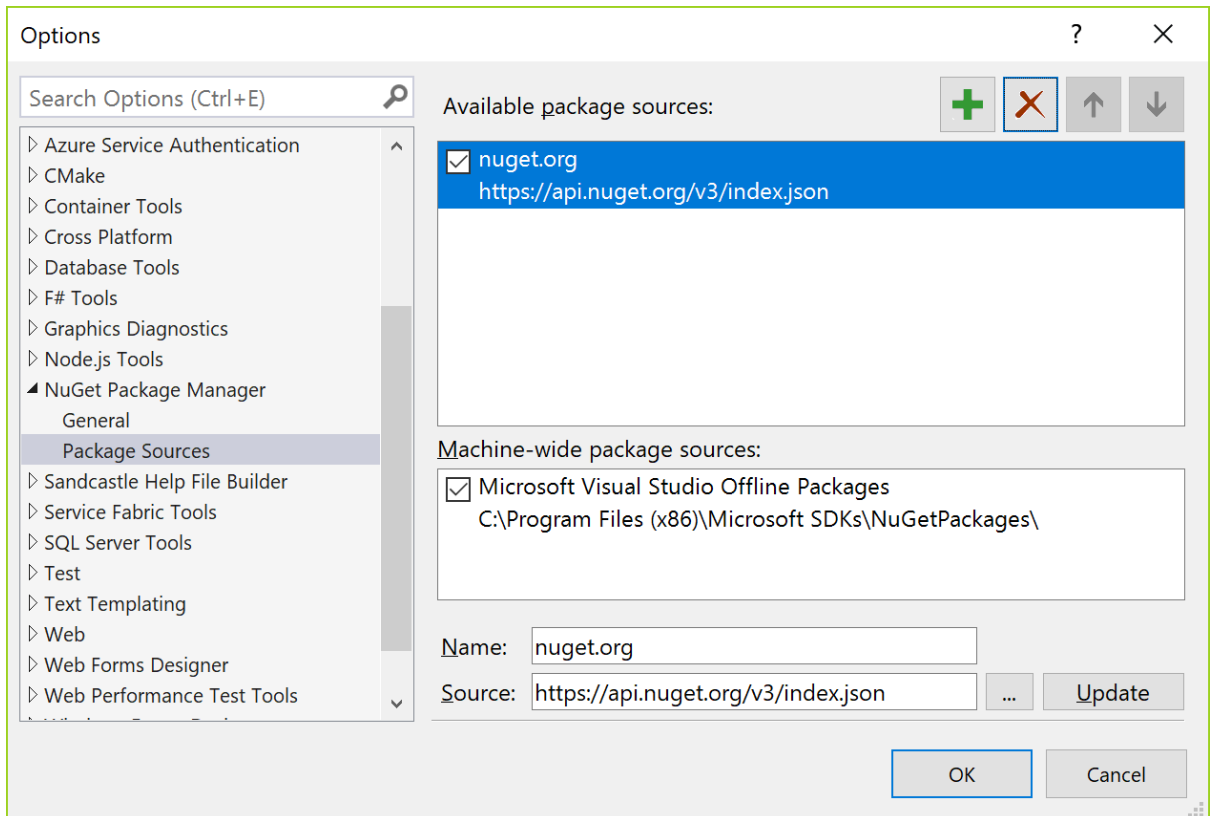 Options
?
Search Options (Ctrl+E)
Azure Service Authentication
CMake
Container Tools
Cross Platform
Database Tools
F# Tools
Graphics Diagnostics
Node.js Tools
NuGet Package Manager
General
Package Sources
Sandcastle Help File Builder
Service Fabric Tools
SQL Server Tools
Test
Text Templating
Web
Web Forms Designer
Web Performance Test Tools
Available package sources:
nuget.org
https://api.nuget.org/v3/index.json
Machine-wide package sources:
Microsoft Visual Studio Offline Packages
C:\Program Files (x86)\Microsoft SDKs\NuGetPackages\
Name: nuget.org
Source: https://api.nuget.org/v3/index.json ... Update
OK Cancel